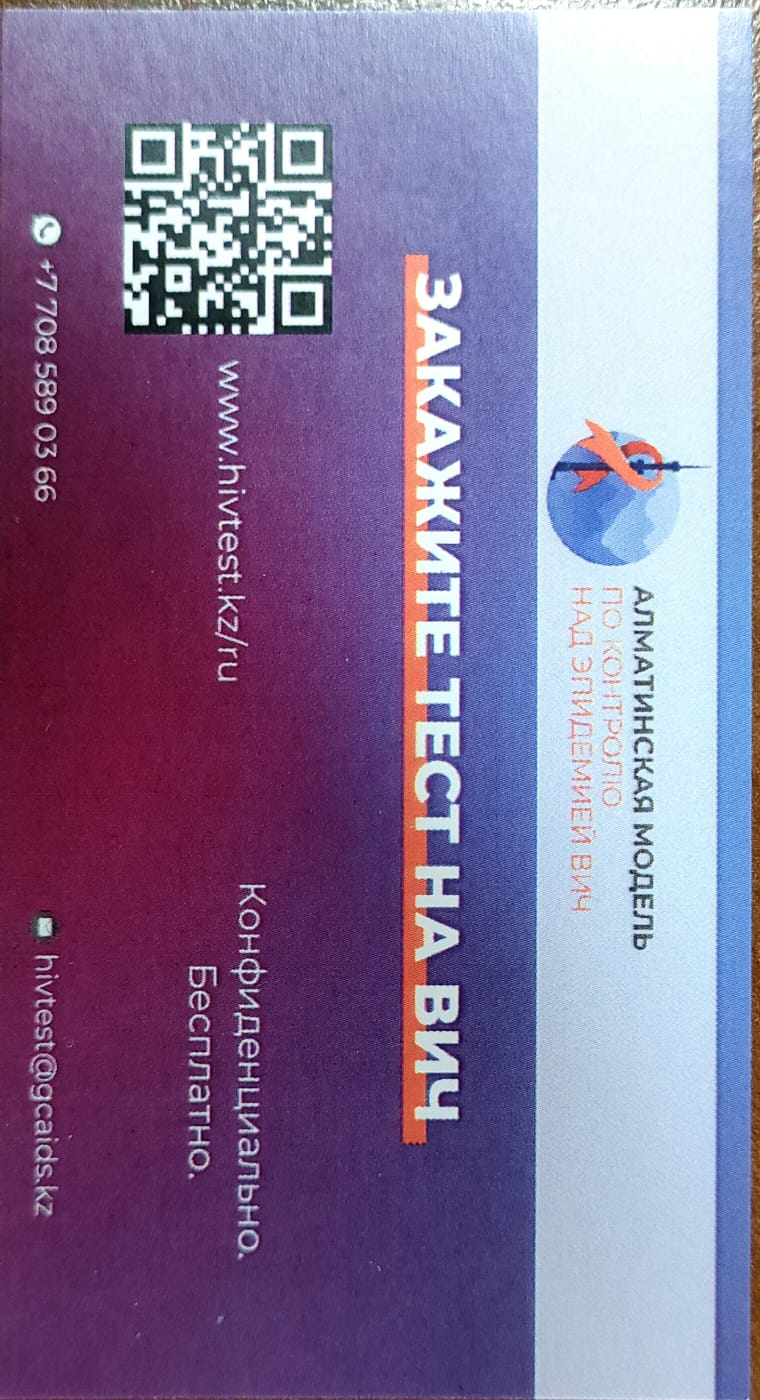 АЛМАТИНСКАЯ МОДЕЛЬ
ПО КОНТРОЛЮ
НАД ЭПИДЕМИЕЙ ВИЧ
ЗАКАЖИТЕ ТЕСТ НА ВИЧ
www.hivtest.kz/ru
Конфиденциально.
Бесплатно.
+7 708 589 03 66
hivtest@gcaids.kz